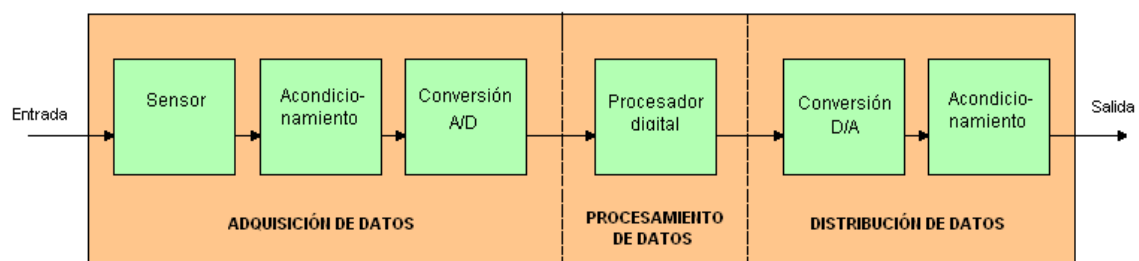 Entrada
Sensor
Acondicio-
namiento
Conversión
A/D
Procesador
digital
Conversión
D/A
Acondicio-
namiento
Salida
ADQUISICIÓN DE DATOS
PROCESAMIENTO
DE DATOS
DISTRIBUCIÓN DE DATOS